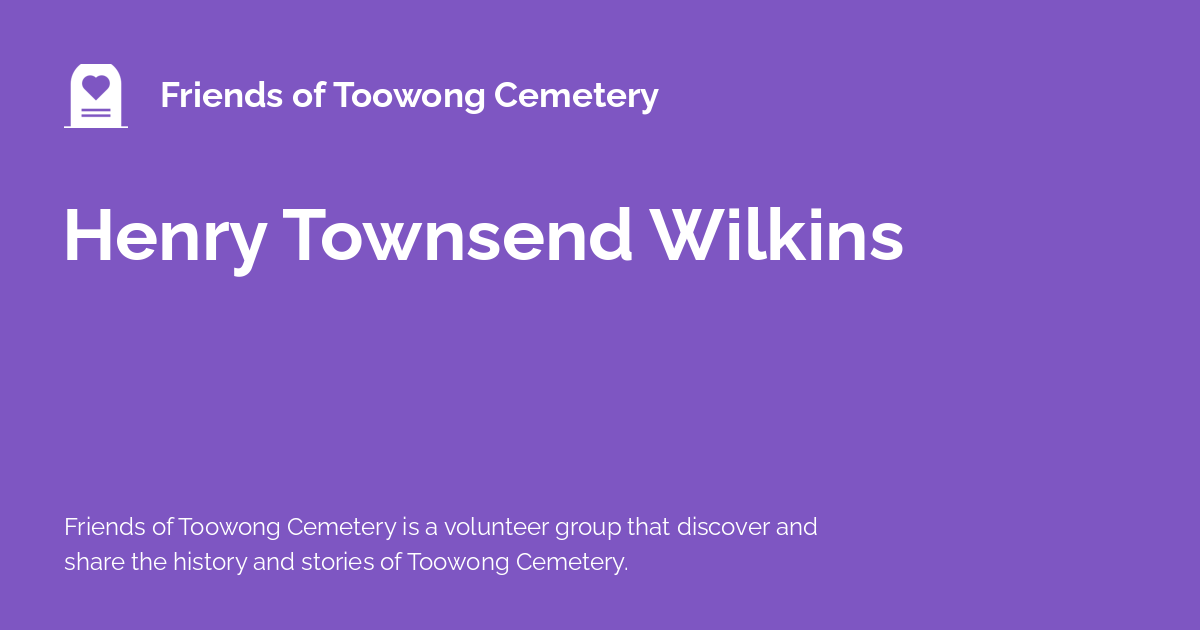 Friends of Toowong Cemetery
Henry Townsend Wilkins
Friends of Toowong Cemetery is a volunteer group that discover and
share the history and stories of Toowong Cemetery.